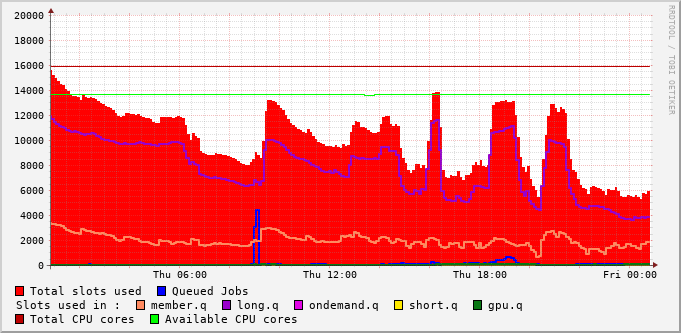 20000
18000
16000
14000
12000
10000
8000
6000
4000
2000
0
Thu 06:00 Thu 12:00 Thu 18:00 Fri 00:00
RRDTOOL / TOBI OETIKER
Total slots used Queued Jobs
Slots used in : member.q long.q ondemand.q short.q gpu.q
Total CPU cores Available CPU cores